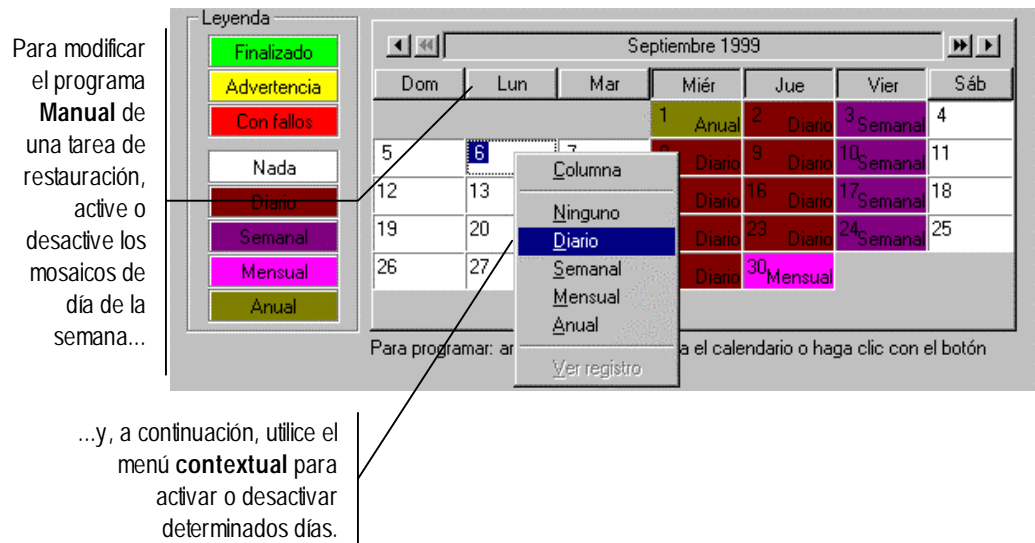 Para modificar
el programa
Manual de
una tarea de
restauración,
active o
desactive los
mosaicos de
día de la
semana...
Leyenda
Finalizado
Advertencia
Con fallos
Nada
Diario
Semanal
Mensual
Anual
Septiembre 1999
Dom Lun Mar Miér Jue Vier Sáb
1 Anual 2 Diario 3 Semanal 4
5 6 7 8 Diario 9 Diario 10 Semanal 11
12 13 Diario 16 Diario 17 Semanal 18
19 20 Diario 23 Diario 24 Semanal 25
26 27 Diario 30 Mensual
Columna
Ninguno
Diario
Semanal
Mensual
Anual
Ver registro
Para programar: a el calendario o haga clic con el botón
...y, a continuación, utilice el
menú contextual para
activar o desactivar
determinados días.